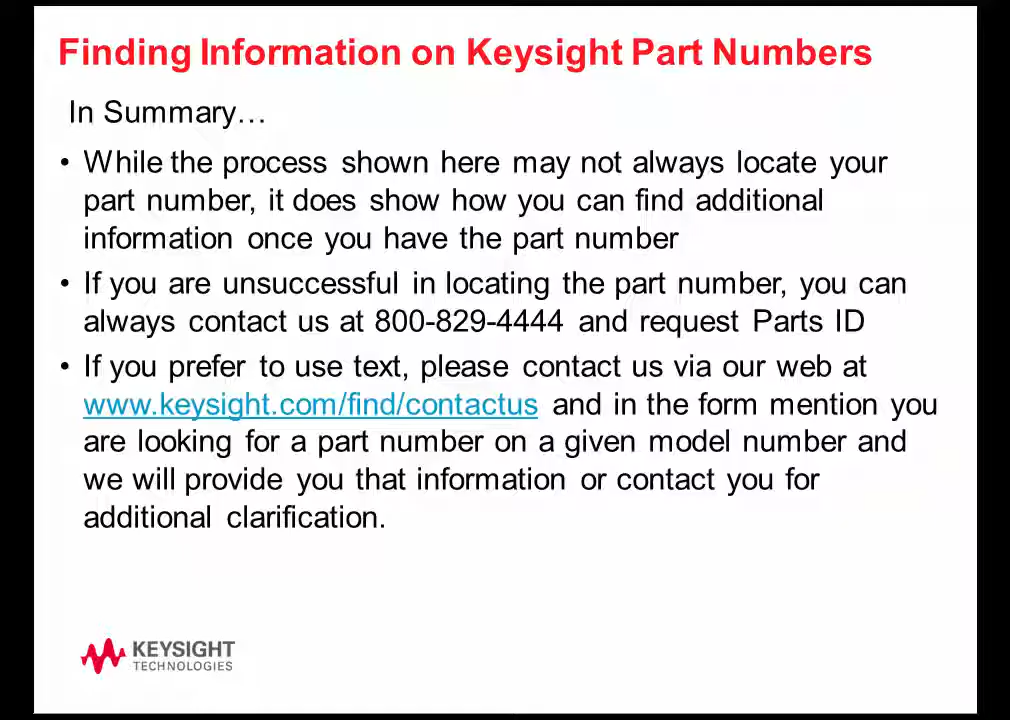 Finding Information on Keysight Part Numbers
In Summary…
• While the process shown here may not always locate your
part number, it does show how you can find additional
information once you have the part number
• If you are unsuccessful in locating the part number, you can
always contact us at 800-829-4444 and request Parts ID
• If you prefer to use text, please contact us via our web at
www.keysight.com/find/contactus and in the form mention you
are looking for a part number on a given model number and
we will provide you that information or contact you for
additional clarification.
KEYSIGHT
TECHNOLOGIES